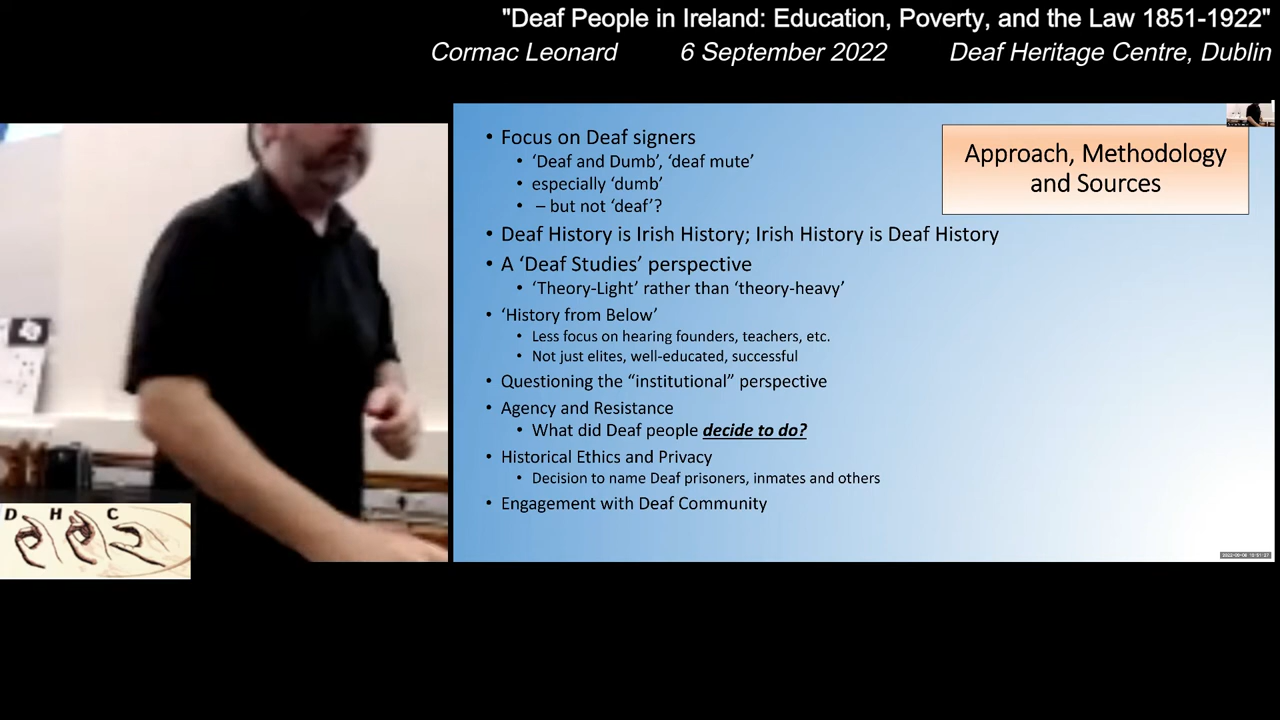 "Deaf People in Ireland: Education, Poverty, and the Law 1851-1922"
Cormac Leonard 6 September 2022 Deaf Heritage Centre, Dublin
Approach, Methodology
and Sources
• Focus on Deaf signers
• ‘Deaf and Dumb’, ‘deaf mute’
• especially ‘dumb’
• – but not ‘deaf’?
• Deaf History is Irish History; Irish History is Deaf History
• A ‘Deaf Studies’ perspective
• ‘Theory-Light’ rather than ‘theory-heavy’
• ‘History from Below’
• Less focus on hearing founders, teachers, etc.
• Not just elites, well-educated, successful
• Questioning the “institutional” perspective
• Agency and Resistance
• What did Deaf people decide to do?
• Historical Ethics and Privacy
• Decision to name Deaf prisoners, inmates and others
• Engagement with Deaf Community
D H C